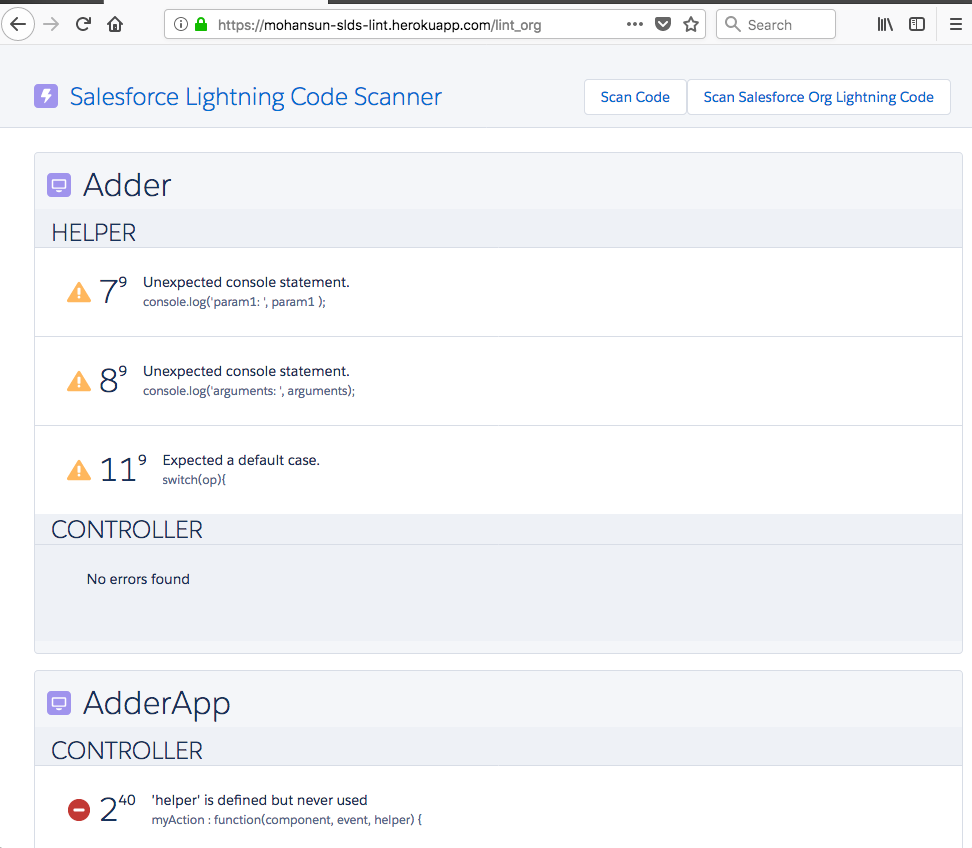 https://mohansun-slds-lint.herokuapp.com/lint_org
Search
Salesforce Lightning Code Scanner
Scan Code
Scan Salesforce Org Lightning Code
Adder
HELPER
7 9 Unexpected console statement.
console.log('param1: ', param1 );
8 9 Unexpected console statement.
console.log('arguments: ', arguments);
11 9 Expected a default case.
switch(op){
CONTROLLER
No errors found
AdderApp
CONTROLLER
2 40 'helper' is defined but never used
myAction : function(component, event, helper) {